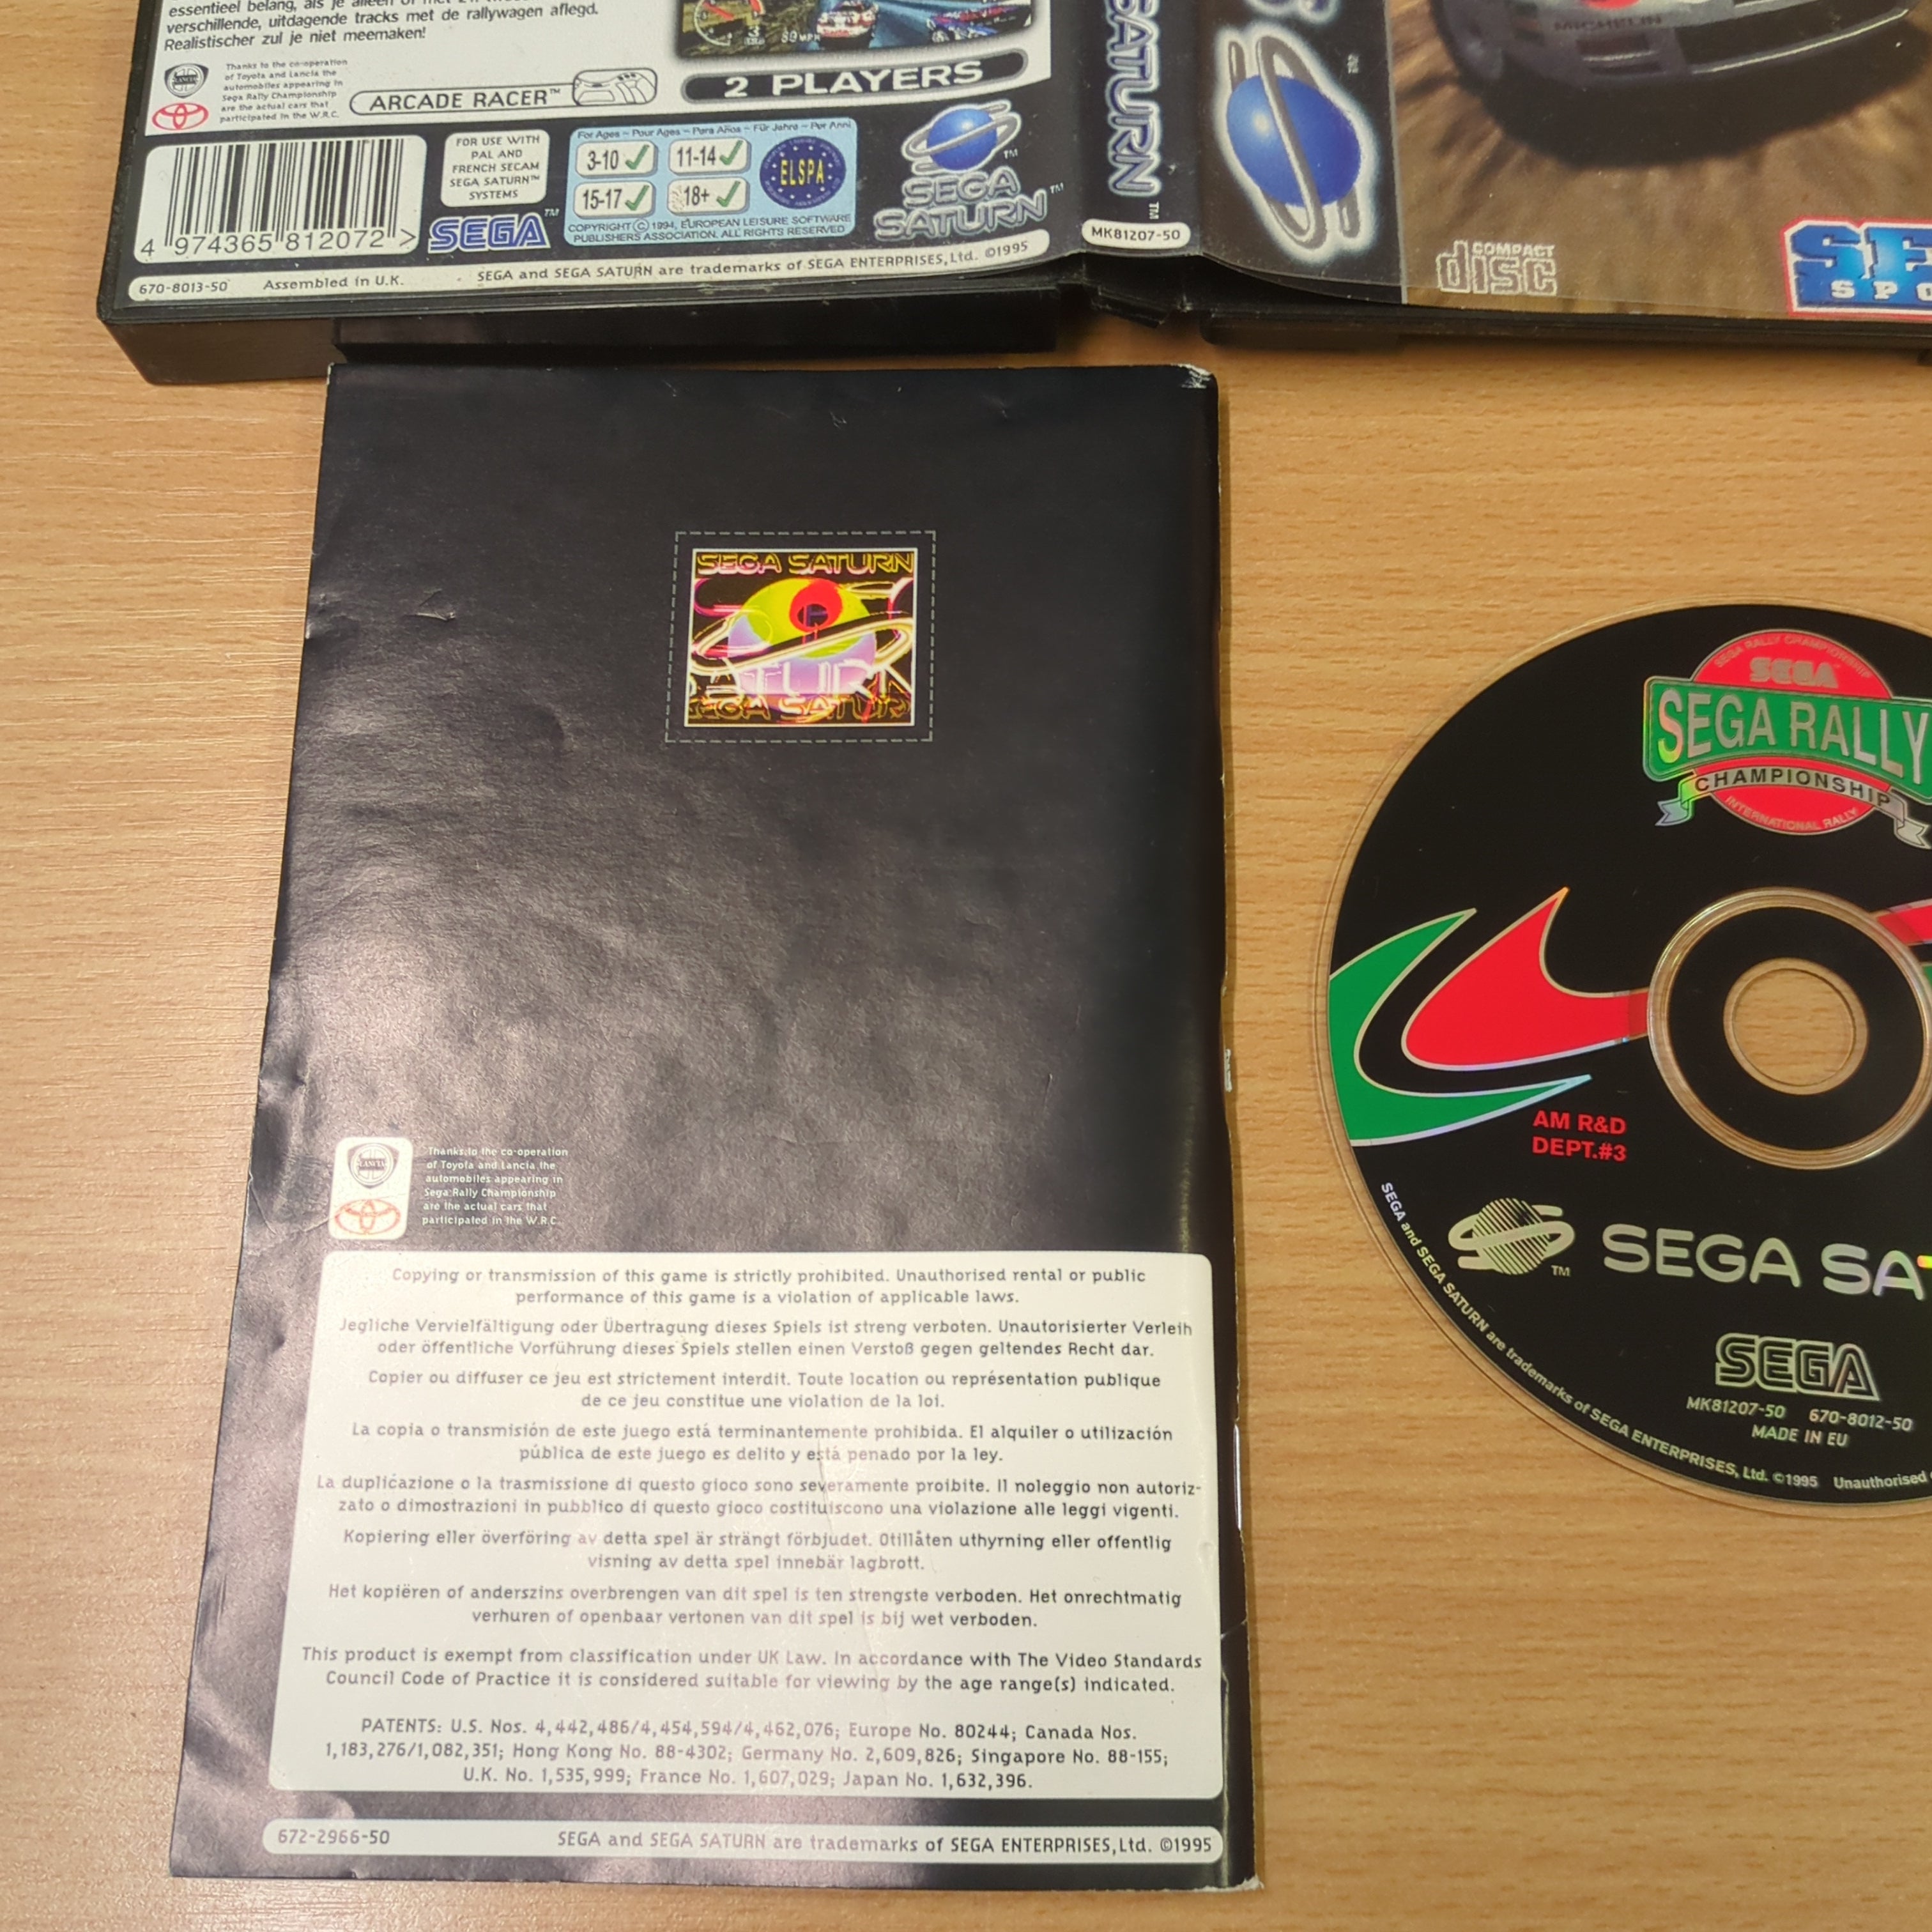 essentieel belang, als je alleen of met
verschillende, uitdagende tracks met de rallywagen aflegd.
Realistischer zul je niet meemaken!
Thanks to the co-operation
of Toyota and Lancia the
automobiles appearing in
Sega Rally Championship
are the actual cars that
participated in the W.R.C.
ARCADE RACER™
2 PLAYERS
4 974365 812072 >
FOR USE WITH
PAL AND
FRENCH SECAM
SEGA SATURN™
SYSTEMS
SEGA™
For Ages – Pour Ages – Para Años – Für Jahre – Per Anni
3-10 ✓ 11-14 ✓
15-17 ✓ 18+ ✓
ELSPA
COPYRIGHT © 1994, EUROPEAN LEISURE SOFTWARE
PUBLISHERS ASSOCIATION. ALL RIGHTS RESERVED
SEGA
SATURN™
670-8013-50 Assembled in U.K. SEGA and SEGA SATURN are trademarks of SEGA ENTERPRISES, Ltd. ©1995
SATURN™
MK81207-50
COMPACT
disc
SEGA SATURN
Thanks to the co-operation
of Toyota and Lancia the
automobiles appearing in
Sega Rally Championship
are the actual cars that
participated in the W.R.C.
LANCIA
Copying or transmission of this game is strictly prohibited. Unauthorised rental or public
performance of this game is a violation of applicable laws.
Jegliche Vervielfältigung oder Übertragung dieses Spiels ist streng verboten. Unautorisierter Verleih
oder öffentliche Vorführung dieses Spiels stellen einen Verstoß gegen geltendes Recht dar.
Copier ou diffuser ce jeu est strictement interdit. Toute location ou représentation publique
de ce jeu constitue une violation de la loi.
La copia o transmisión de este juego está terminantemente prohibida. El alquiler o utilización
pública de este juego es delito y está penado por la ley.
La duplicazione o la trasmissione di questo gioco sono severamente proibite. Il noleggio non autoriz-
zato o dimostrazioni in pubblico di questo gioco costituiscono una violazione alle leggi vigenti.
Kopiering eller överföring av detta spel är strängt förbjudet. Otillåten uthyrning eller offentlig
visning av detta spel innebär lagbrott.
Het kopiëren of anderszins overbrengen van dit spel is ten strengste verboden. Het onrechtmatig
verhuren of openbaar vertonen van dit spel is bij wet verboden.
This product is exempt from classification under UK Law. In accordance with The Video Standards
Council Code of Practice it is considered suitable for viewing by the age range(s) indicated.
PATENTS: U.S. Nos. 4,442,486/4,454,594/4,462,076; Europe No. 80244; Canada Nos.
1,183,276/1,082,351; Hong Kong No. 88-4302; Germany No. 2,609,826; Singapore No. 88-155;
U.K. No. 1,535,999; France No. 1,607,029; Japan No. 1,632,396.
672-2966-50 SEGA and SEGA SATURN are trademarks of SEGA ENTERPRISES, Ltd. ©1995
SEGA RALLY CHAMPIONSHIP
SEGA
SEGA RALLY
CHAMPIONSHIP
INTERNATIONAL RALLY
AM R&D
DEPT.#3
™ SEGA SAT
SEGA
MK81207-50 670-8012-50
MADE IN EU
SEGA and SEGA SATURN are trademarks of SEGA ENTERPRISES, Ltd. ©1995 Unauthorised